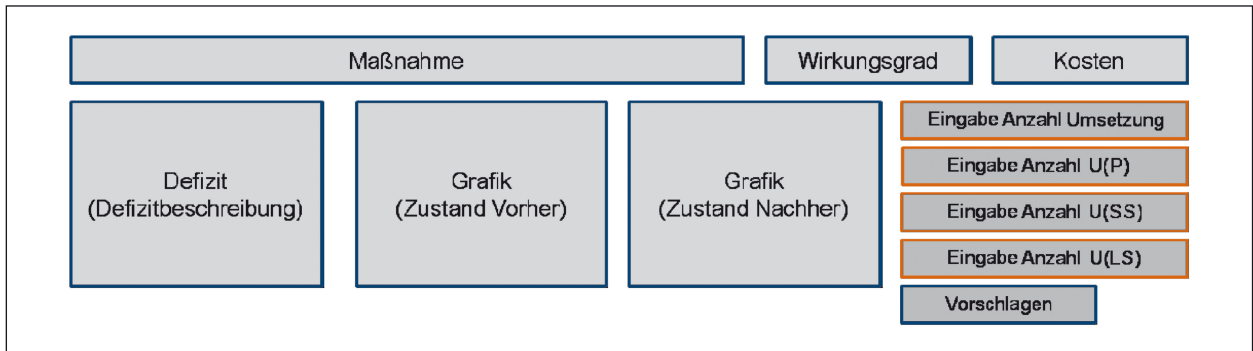 Maßnahme
Wirkungsgrad
Kosten
Defizit
(Defizitbeschreibung)
Grafik
(Zustand Vorher)
Grafik
(Zustand Nachher)
Eingabe Anzahl Umsetzung
Eingabe Anzahl U(P)
Eingabe Anzahl U(SS)
Eingabe Anzahl U(LS)
Vorschlagen